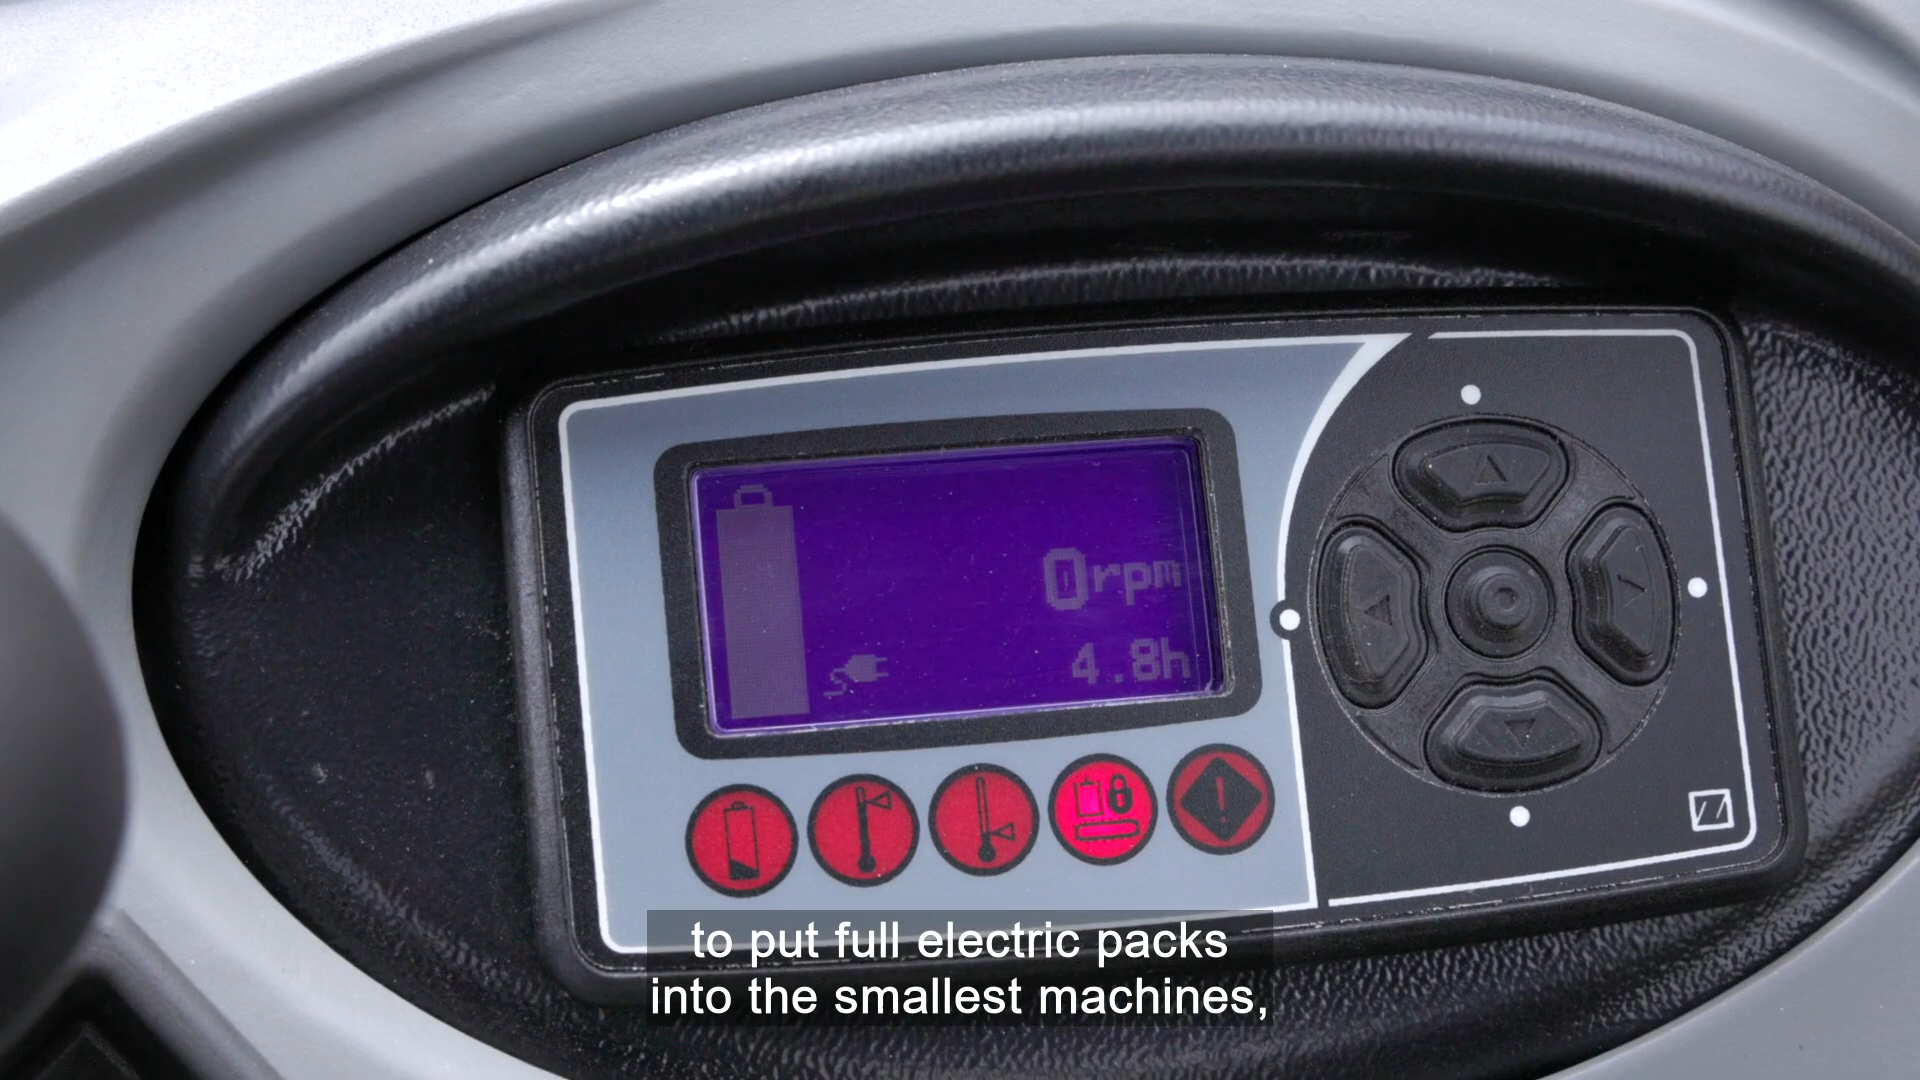 0rpm
4.8h
to put full electric packs
into the smallest machines,